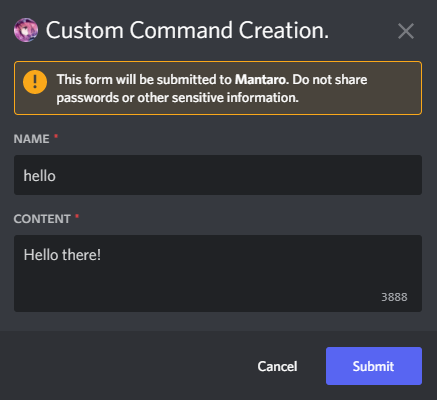 Custom Command Creation.
This form will be submitted to Mantaro. Do not share
passwords or other sensitive information.
NAME *
hello
CONTENT *
Hello there!
3888
Cancel
Submit